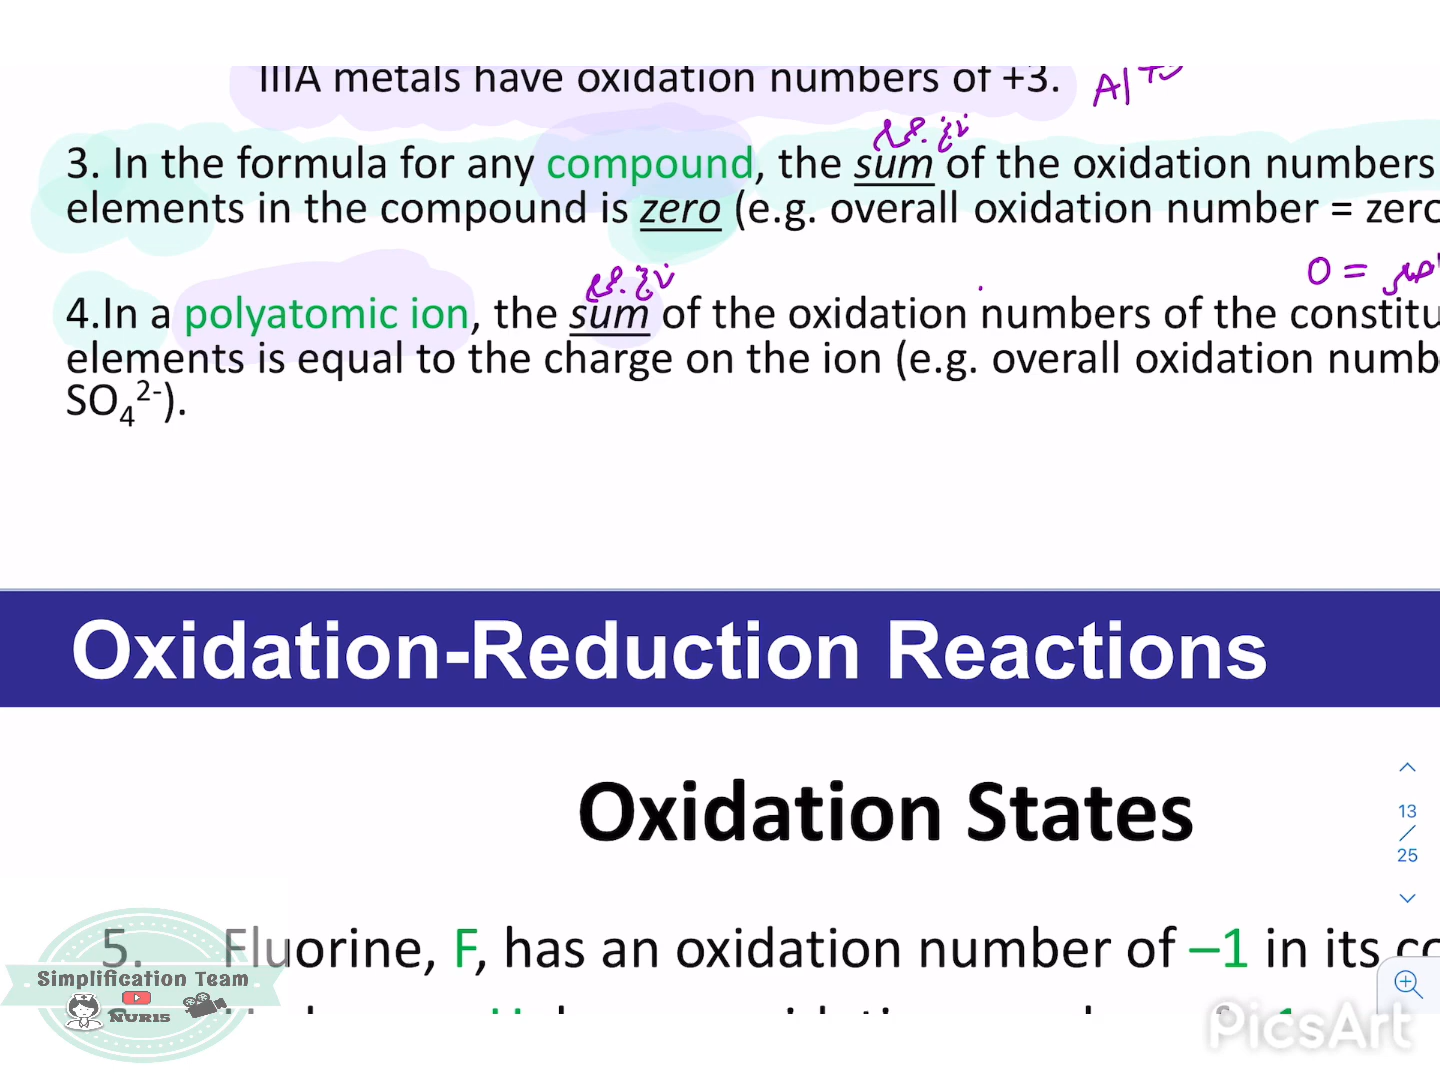 IIIA metals have oxidation numbers of +3. Al
3. In the formula for any compound, the sum of the oxidation numbers
elements in the compound is zero (e.g. overall oxidation number = zero
0 = صفر
4.In a polyatomic ion, the sum of the oxidation numbers of the constitu
elements is equal to the charge on the ion (e.g. overall oxidation numb
SO₄²⁻).
Oxidation-Reduction Reactions
Oxidation States
13
/
25
5. Fluorine, F, has an oxidation number of –1 in its co
Simplification Team
NURIS
PicsArt